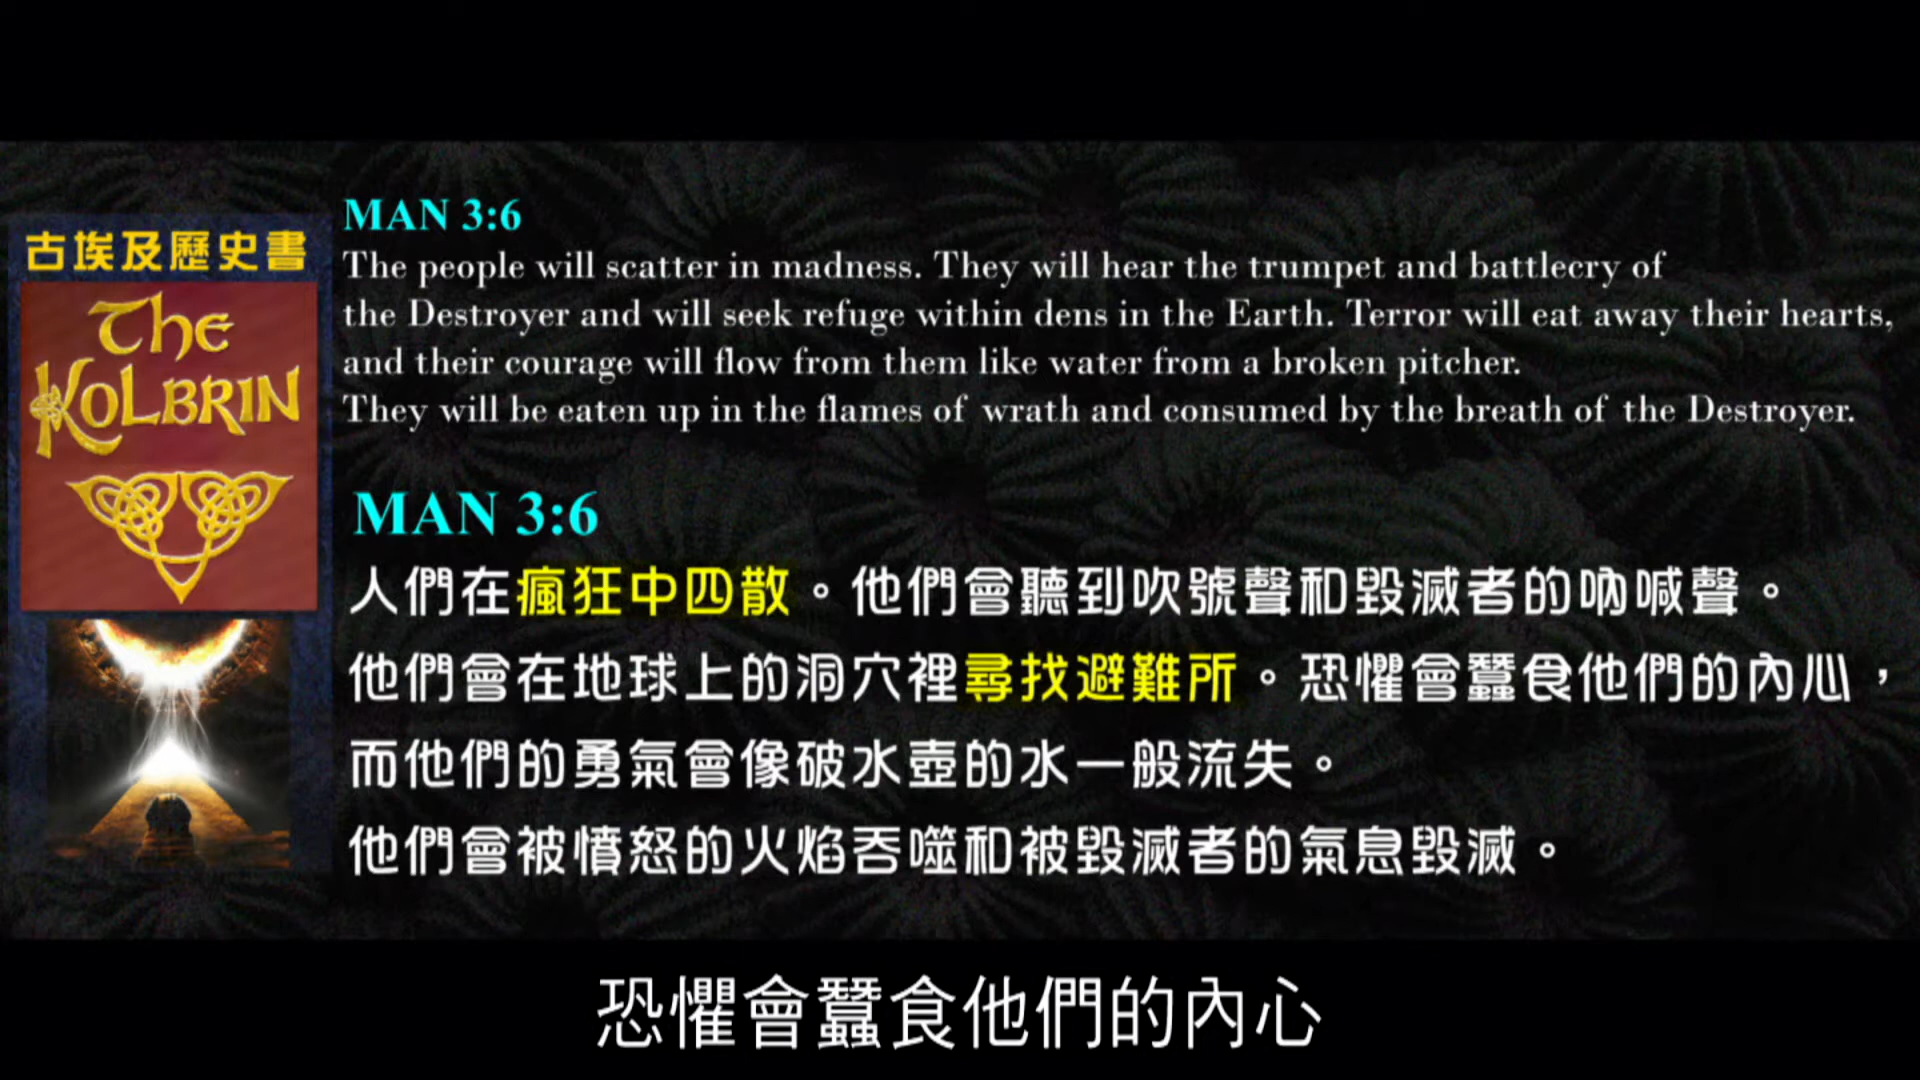 古埃及歷史書
The
KOLBRIN
MAN 3:6
The people will scatter in madness. They will hear the trumpet and battlecry of
the Destroyer and will seek refuge within dens in the Earth. Terror will eat away their hearts,
and their courage will flow from them like water from a broken pitcher.
They will be eaten up in the flames of wrath and consumed by the breath of the Destroyer.
MAN 3:6
人們在瘋狂中四散。他們會聽到吹號聲和毀滅者的吶喊聲。
他們會在地球上的洞穴裡尋找避難所。恐懼會蠶食他們的內心，
而他們的勇氣會像破水壺的水一般流失。
他們會被憤怒的火焰吞噬和被毀滅者的氣息毀滅。
恐懼會蠶食他們的內心